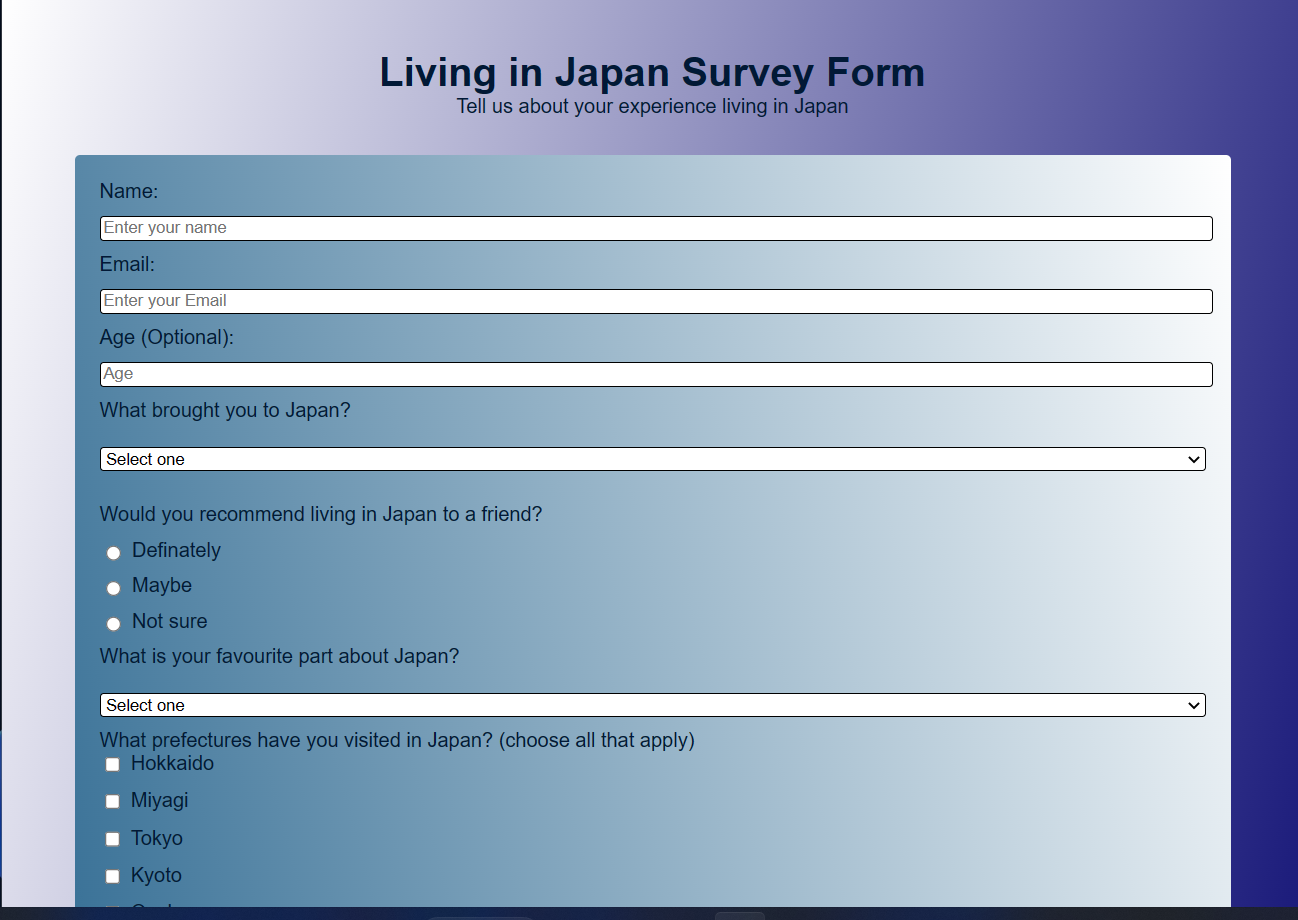 Living in Japan Survey Form
Tell us about your experience living in Japan
Name:
Enter your name
Email:
Enter your Email
Age (Optional):
Age
What brought you to Japan?
Select one
Would you recommend living in Japan to a friend?
Definately
Maybe
Not sure
What is your favourite part about Japan?
Select one
What prefectures have you visited in Japan? (choose all that apply)
Hokkaido
Miyagi
Tokyo
Kyoto